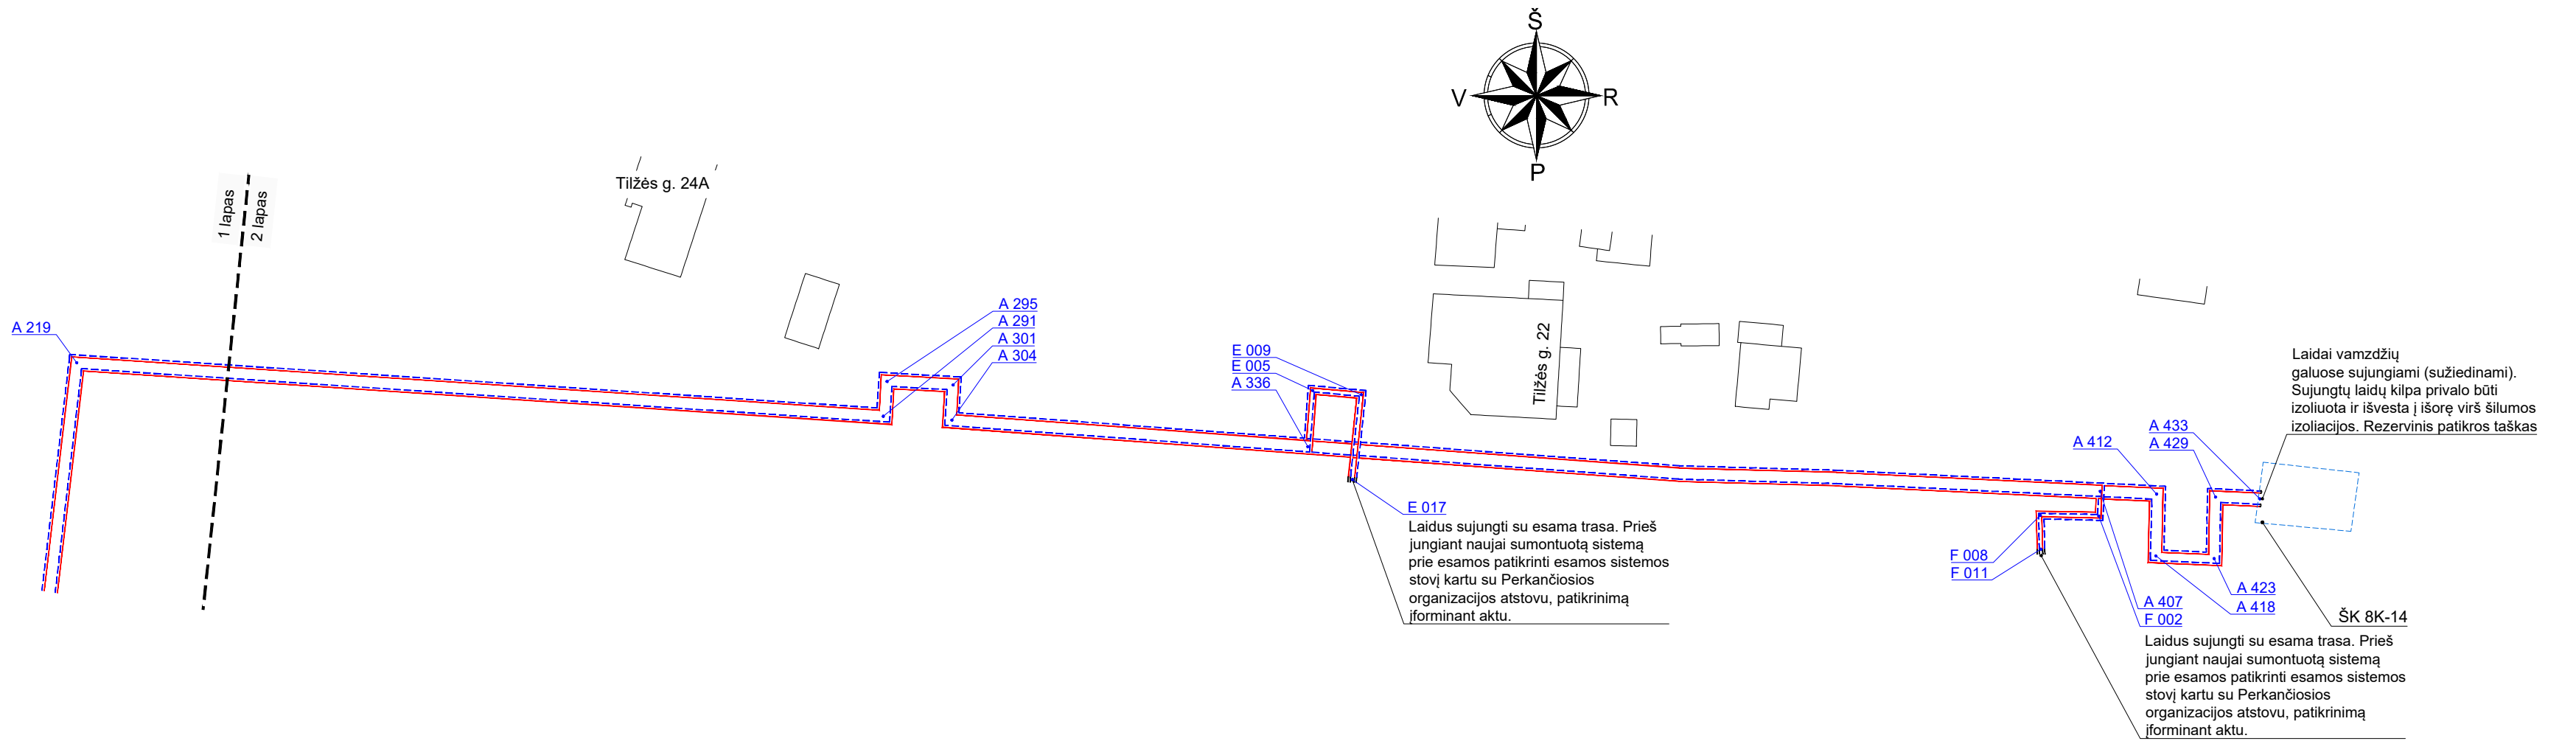 Š
V
R
P
Tilžės g. 24A
1 lapas
2 lapas
A 219
A 295
A 291
A 301
A 304
E 009
E 005
A 336
Tilžės g. 22
E 017
Laidus sujungti su esama trasa. Prieš
jungiant naujai sumontuotą sistemą
prie esamos patikrinti esamos sistemos
stovį kartu su Perkančiosios
organizacijos atstovu, patikrinimą
įforminant aktu.
Laidai vamzdžių
galuose sujungiami (sužiedinami).
Sujungtų laidų kilpa privalo būti
izoliuota ir išvesta į išorę virš šilumos
izoliacijos. Rezervinis patikros taškas
A 433
A 429
A 412
F 008
F 011
A 423
A 418
A 407
F 002
ŠK 8K-14
Laidus sujungti su esama trasa. Prieš
jungiant naujai sumontuotą sistemą
prie esamos patikrinti esamos sistemos
stovį kartu su Perkančiosios
organizacijos atstovu, patikrinimą
įforminant aktu.